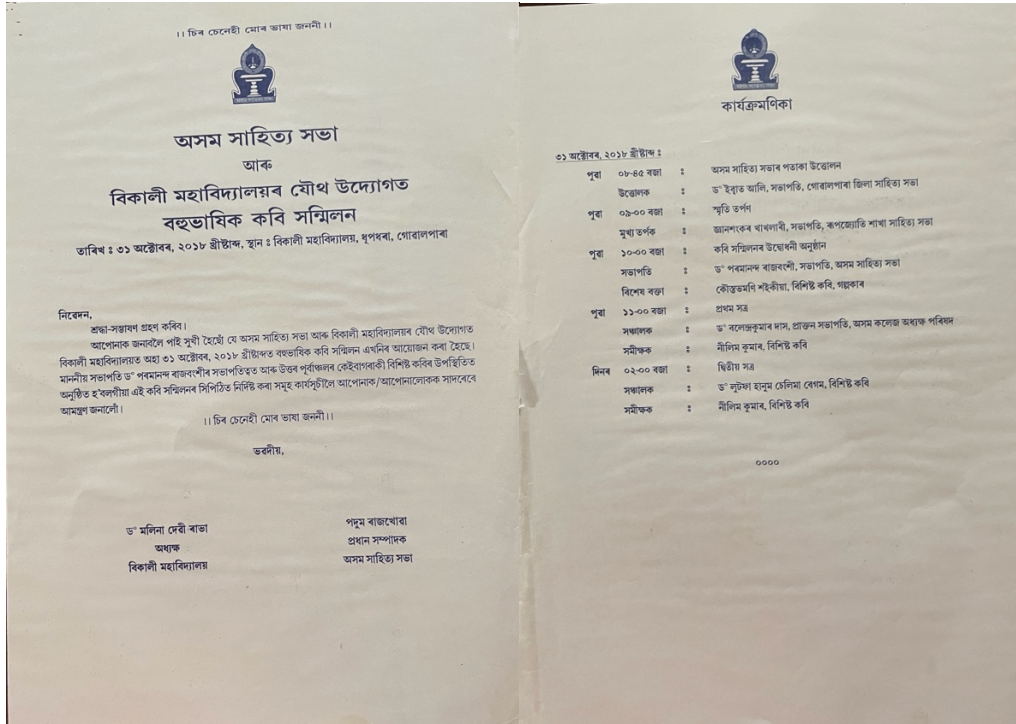 ।। চিৰ চেনেহী মোৰ ভাষা জননী।।
অসম সাহিত্য সভা
আৰু
বিকালী মহাবিদ্যালয়ৰ যৌথ উদ্যোগত
বহুভাষিক কবি সন্মিলন
তাৰিখ ঃ ৩১ অক্টোবৰ, ২০১৮ খ্ৰীষ্টাব্দ, স্থান ঃ বিকালী মহাবিদ্যালয়, ধূপধৰা, গোৱালপাৰা
নিৱেদন,
শ্ৰদ্ধা-সম্ভাষণ গ্ৰহণ কৰিব।
আপোনাক জনাবলৈ পাই সুখী হৈছোঁ যে অসম সাহিত্য সভা আৰু বিকালী মহাবিদ্যালয়ৰ যৌথ উদ্যোগত
বিকালী মহাবিদ্যালয়ত অহা ৩১ অক্টোবৰ, ২০১৮ খ্ৰীষ্টাব্দত বহুভাষিক কবি সন্মিলন এখনিৰ আয়োজন কৰা হৈছে।
মাননীয় সভাপতি ড° পৰমানন্দ ৰাজবংশীৰ সভাপতিত্বত আৰু উত্তৰ পূৰ্বাঞ্চলৰ কেইবাগৰাকী বিশিষ্ট কবিৰ উপস্থিতিত
অনুষ্ঠিত হ'বলগীয়া এই কবি সন্মিলনৰ সিপিঠিত নিৰ্দিষ্ট কৰা সমূহ কাৰ্যসূচীলৈ আপোনাক/আপোনালোকক সাদৰেৰে
আমন্ত্ৰণ জনালোঁ।
।। চিৰ চেনেহী মোৰ ভাষা জননী।।
ভৱদীয়,
ড° মলিনা দেৱী ৰাভা
অধ্যক্ষ
বিকালী মহাবিদ্যালয়
পদুম ৰাজখোৱা
প্ৰধান সম্পাদক
অসম সাহিত্য সভা
কাৰ্যক্ৰমণিকা
৩১ অক্টোবৰ, ২০১৮ খ্ৰীষ্টাব্দ ঃ
পুৱা ০৮-৪৫ বজা ঃ অসম সাহিত্য সভাৰ পতাকা উত্তোলন
উত্তোলক ঃ ড° ইবাত আলি, সভাপতি, গোৱালপাৰা জিলা সাহিত্য সভা
পুৱা ০৯-০০ বজা ঃ স্মৃতি তৰ্পণ
মুখ্য তৰ্পক ঃ জ্ঞানশংকৰ খাখলাৰী, সভাপতি, ৰূপজ্যোতি শাখা সাহিত্য সভা
পুৱা ১০-০০ বজা ঃ কবি সন্মিলনৰ উদ্বোধনী অনুষ্ঠান
সভাপতি ঃ ড° পৰমানন্দ ৰাজবংশী, সভাপতি, অসম সাহিত্য সভা
বিশেষ বক্তা ঃ কৌস্তভমণি শইকীয়া, বিশিষ্ট কবি, গল্পকাৰ
পুৱা ১১-০০ বজা ঃ প্ৰথম সত্ৰ
সঞ্চালক ঃ ড° বলেন্দ্ৰকুমাৰ দাস, প্ৰাক্তন সভাপতি, অসম কলেজ অধ্যক্ষ পৰিষদ
সমীক্ষক ঃ নীলিম কুমাৰ, বিশিষ্ট কবি
দিনৰ ০২-০০ বজা ঃ দ্বিতীয় সত্ৰ
সঞ্চালক ঃ ড° লুটফা হানুম চেলিমা বেগম, বিশিষ্ট কবি
সমীক্ষক ঃ নীলিম কুমাৰ, বিশিষ্ট কবি
০০০০